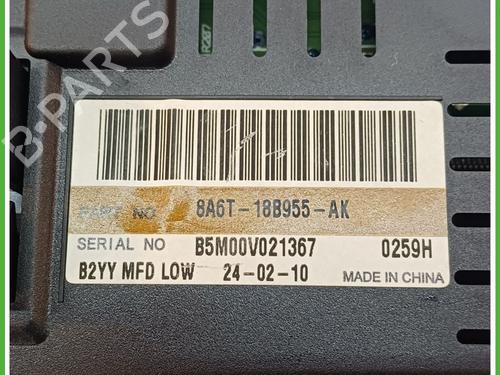 B-PARTS
PART NO 8A6T-18B955-AK
SERIAL NO B5M00V021367 0259H
B2YY MFD LOW 24-02-10 MADE IN CHINA